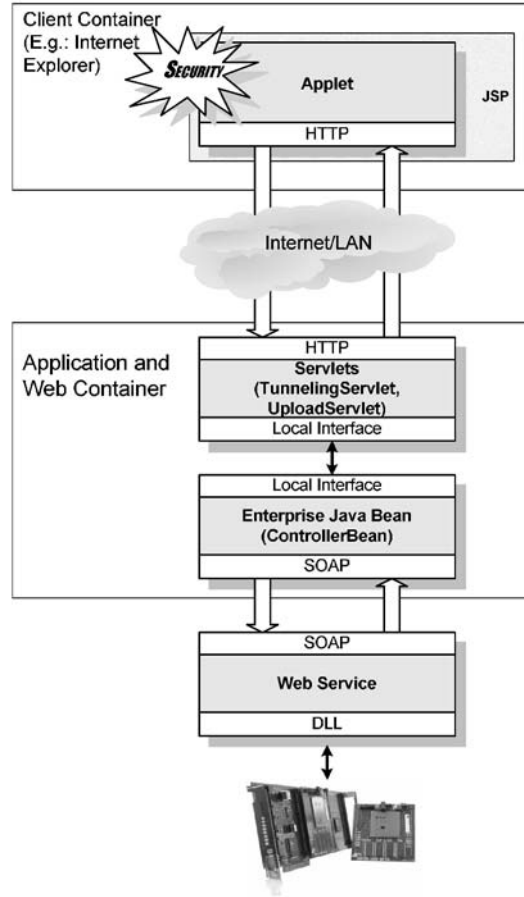 Client Container
(E.g.: Internet
Explorer)
SECURITY
Applet
JSP
HTTP
Internet/LAN
Application and
Web Container
HTTP
Servlets
(TunnelingServlet,
UploadServlet)
Local Interface
Local Interface
Enterprise Java Bean
(ControllerBean)
SOAP
SOAP
Web Service
DLL